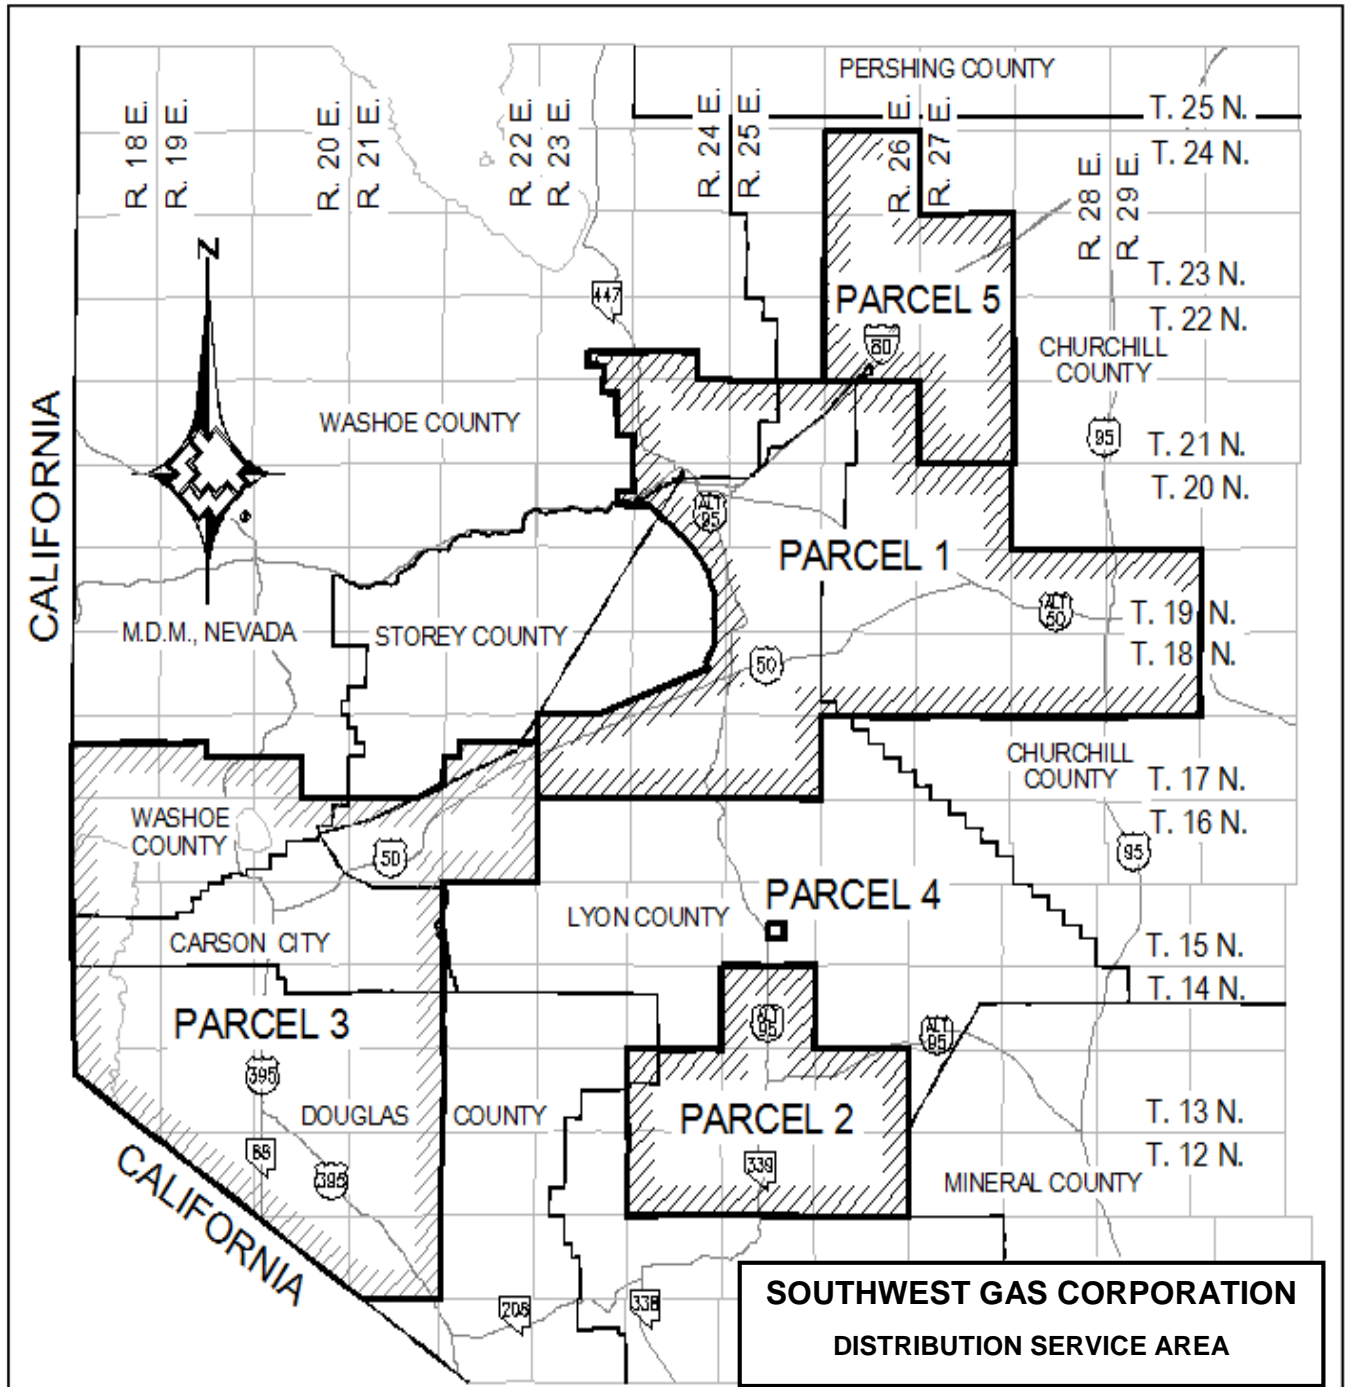 PERSHING COUNTY
R. 18 E.
R. 19 E.
R. 20 E.
R. 21 E.
R. 22 E.
R. 23 E.
R. 24 E.
R. 25 E.
R. 26 E.
R. 27 E.
R. 28 E.
R. 29 E.
T. 25 N.
T. 24 N.
N
T. 23 N.
447
PARCEL 5
T. 22 N.
80
CHURCHILL
COUNTY
CALIFORNIA
WASHOE COUNTY
95
T. 21 N.
T. 20 N.
ALT
95
PARCEL 1
ALT
50
T. 19 N.
M.D.M., NEVADA
STOREY COUNTY
50
T. 18 N.
CHURCHILL
COUNTY
T. 17 N.
WASHOE
COUNTY
T. 16 N.
50
95
PARCEL 4
LYON COUNTY
CARSON CITY
T. 15 N.
T. 14 N.
PARCEL 3
ALT
95
ALT
95
395
DOUGLAS COUNTY
PARCEL 2
T. 13 N.
88
T. 12 N.
339
395
MINERAL COUNTY
CALIFORNIA
208
338
SOUTHWEST GAS CORPORATION
DISTRIBUTION SERVICE AREA